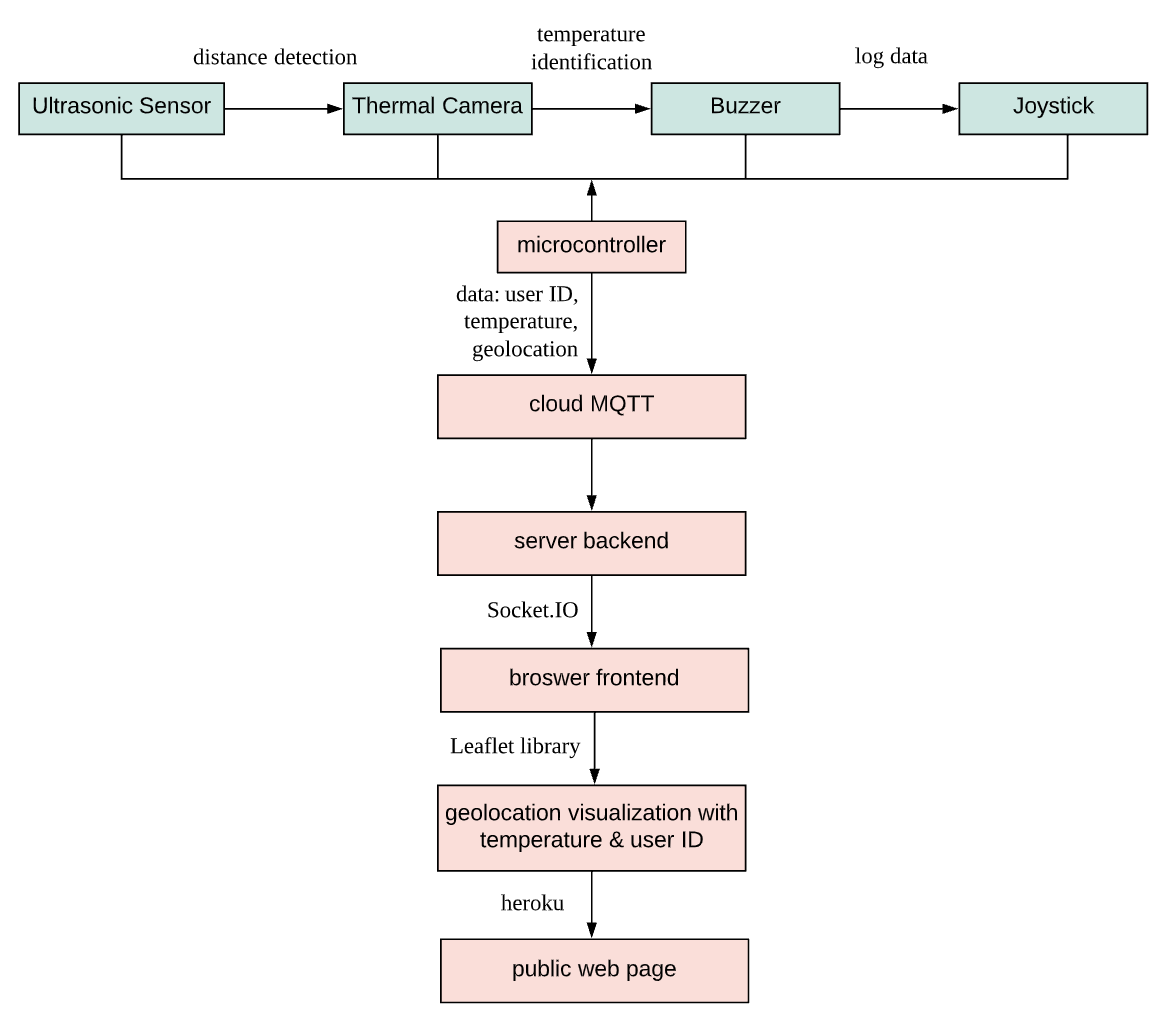 distance detection
temperature
identification
log data
Ultrasonic Sensor
Thermal Camera
Buzzer
Joystick
microcontroller
data: user ID,
temperature,
geolocation
cloud MQTT
server backend
Socket.IO
broswer frontend
Leaflet library
geolocation visualization with
temperature & user ID
heroku
public web page